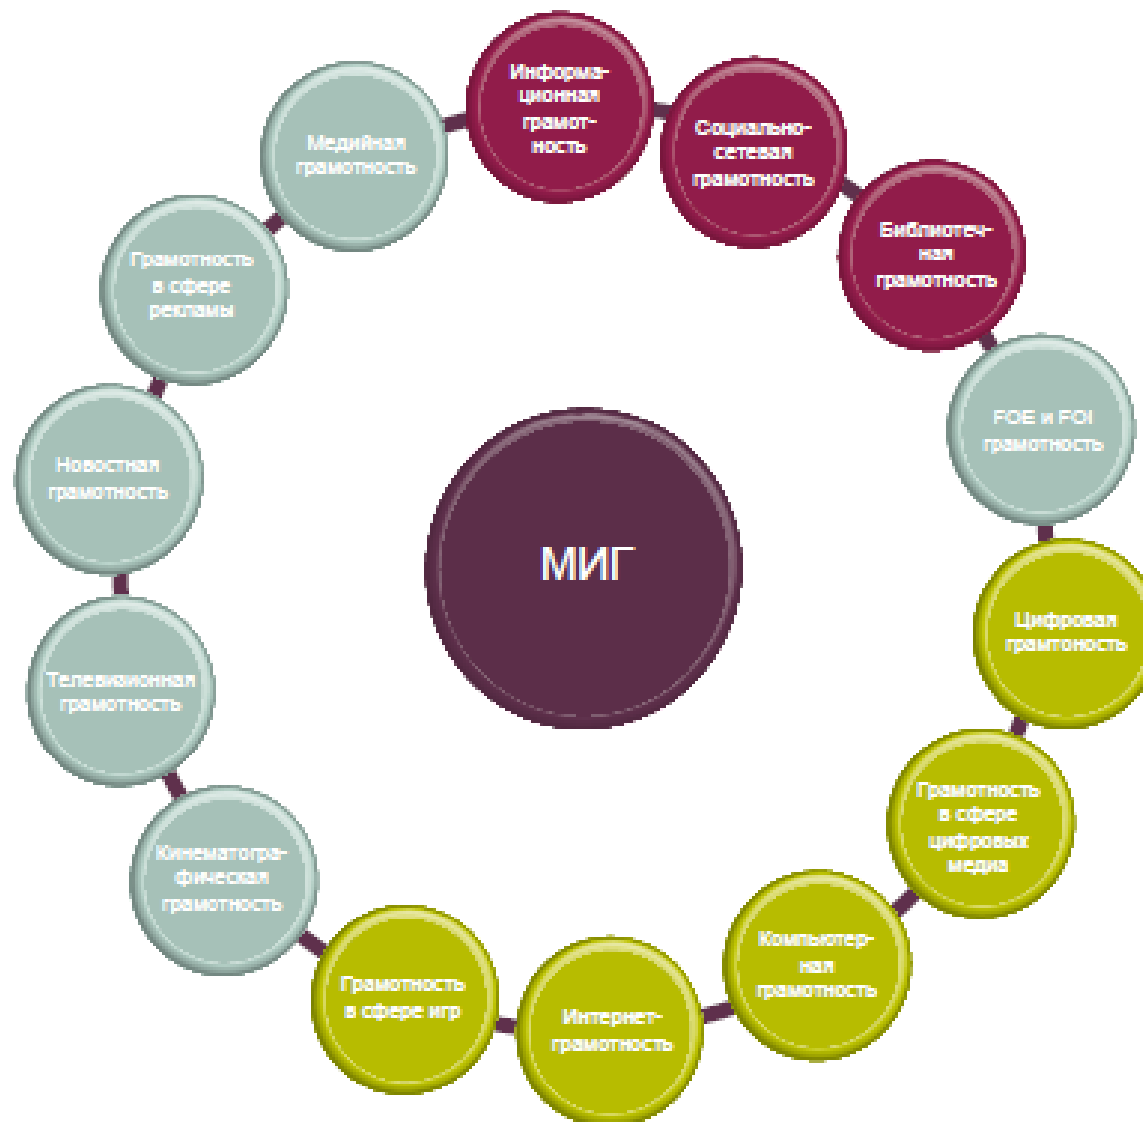 Информа-
ционная
грамот-
ность
Социально-
сетевая
грамотность
Библиотеч-
ная
грамотность
FOE и FOI
грамотность
Цифровая
грамтоность
Грамотность
в сфере
цифровых
медиа
Компьютер-
ная
грамотность
Интернет-
грамотность
Грамотность
в сфере игр
Кинематогра-
фическая
грамотность
Телевизионная
грамотность
Новостная
грамотность
Грамотность
в сфере
рекламы
Медийная
грамотность
МИГ